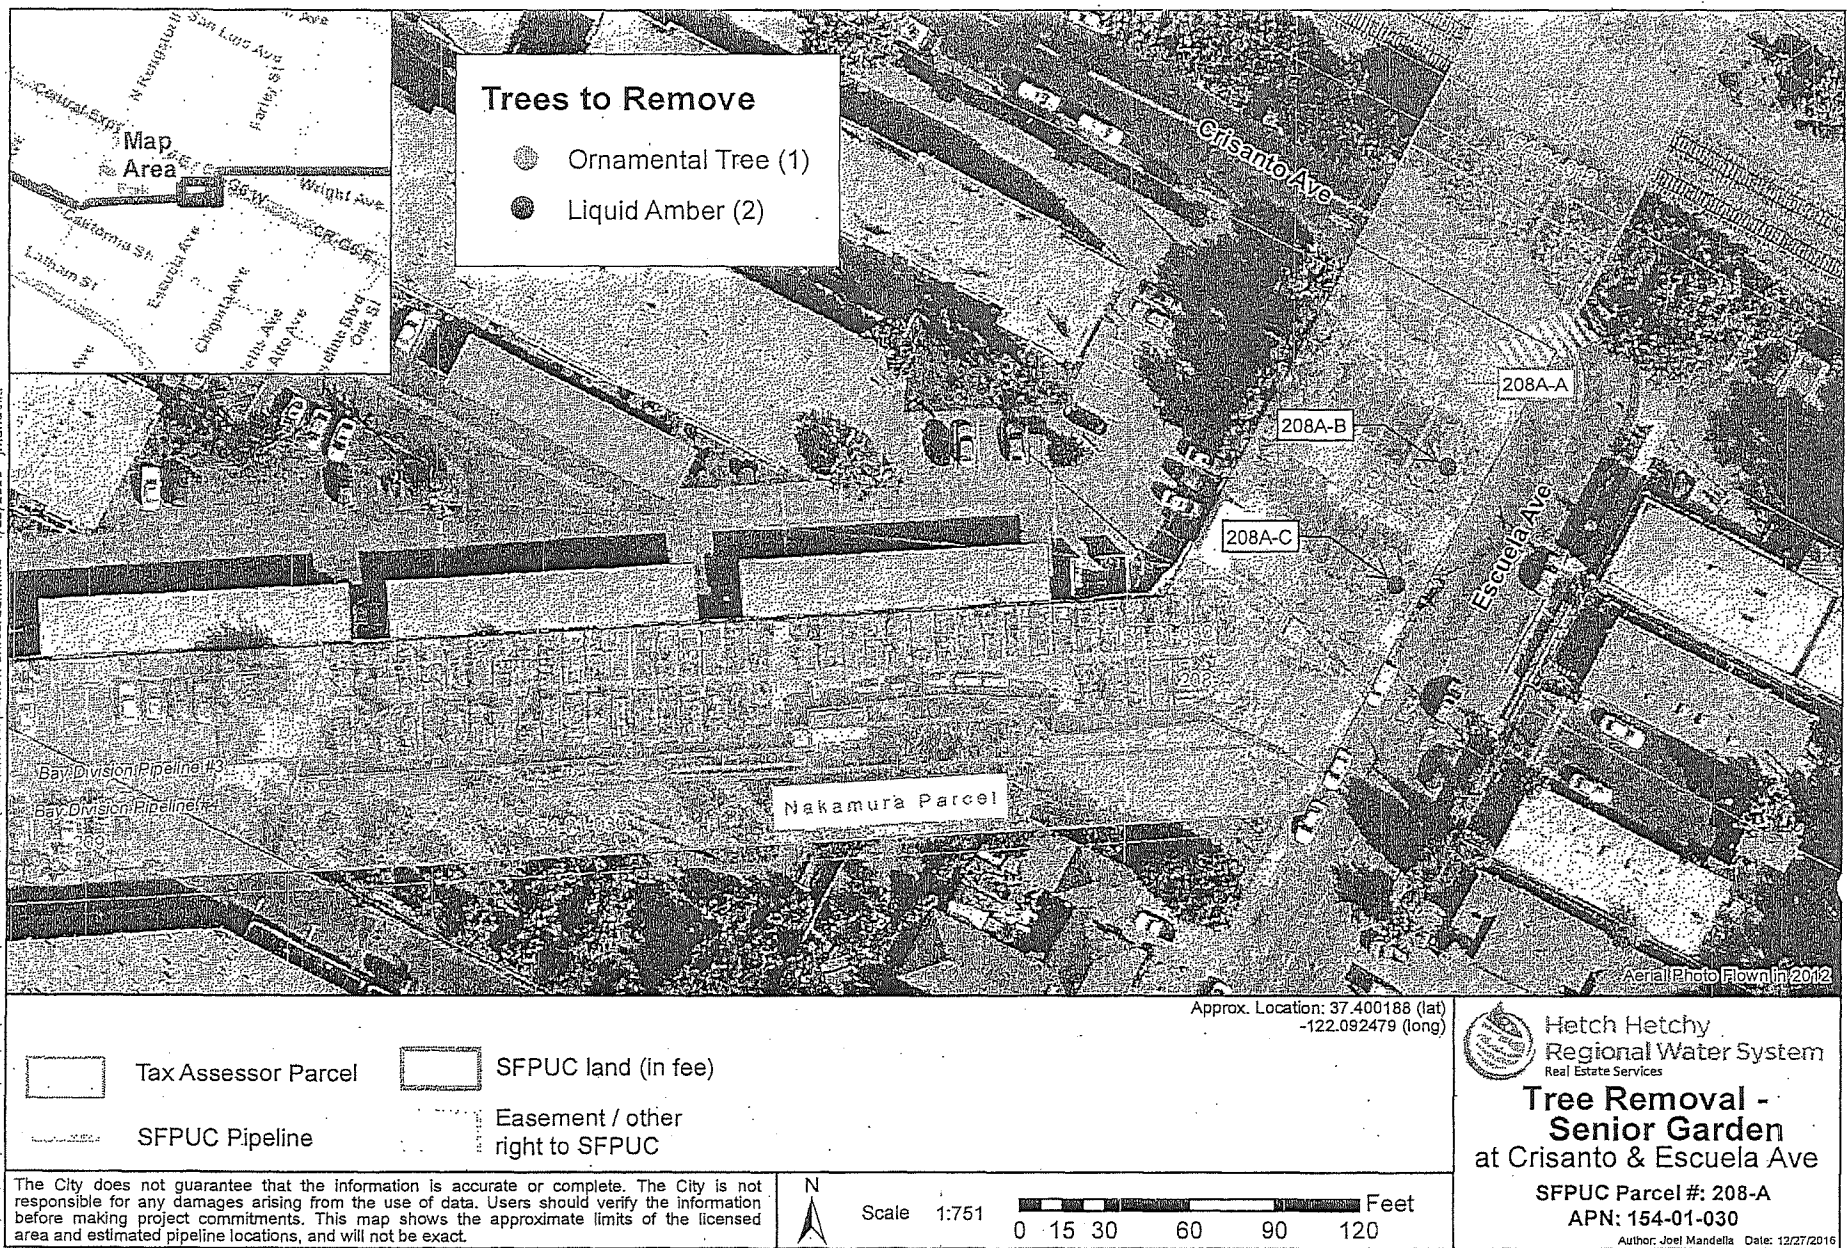 San Luis Ave
N Rengstorff
Farley St
Central Expy
Map
Area
Park
Wright Ave
California St
Latham St
Escuela Ave
Chiquita Ave
Ave
Oak St
Trees to Remove
Ornamental Tree (1)
Liquid Amber (2)
Crisanto Ave
208A-A
208A-B
208A-C
Escuela Ave
208
Bay Division Pipeline #3
Bay Division Pipeline
Nakamura Parcel
Aerial Photo Flown in 2012
Approx. Location: 37.400188 (lat)
-122.092479 (long)
Tax Assessor Parcel
SFPUC land (in fee)
SFPUC Pipeline
Easement / other
right to SFPUC
Hetch Hetchy
Regional Water System
Real Estate Services
Tree Removal -
Senior Garden
at Crisanto & Escuela Ave
SFPUC Parcel #: 208-A
APN: 154-01-030
Author: Joel Mandella Date: 12/27/2016
The City does not guarantee that the information is accurate or complete. The City is not
responsible for any damages arising from the use of data. Users should verify the information
before making project commitments. This map shows the approximate limits of the licensed
area and estimated pipeline locations, and will not be exact.
N
Scale 1:751
Feet
0 15 30 60 90 120